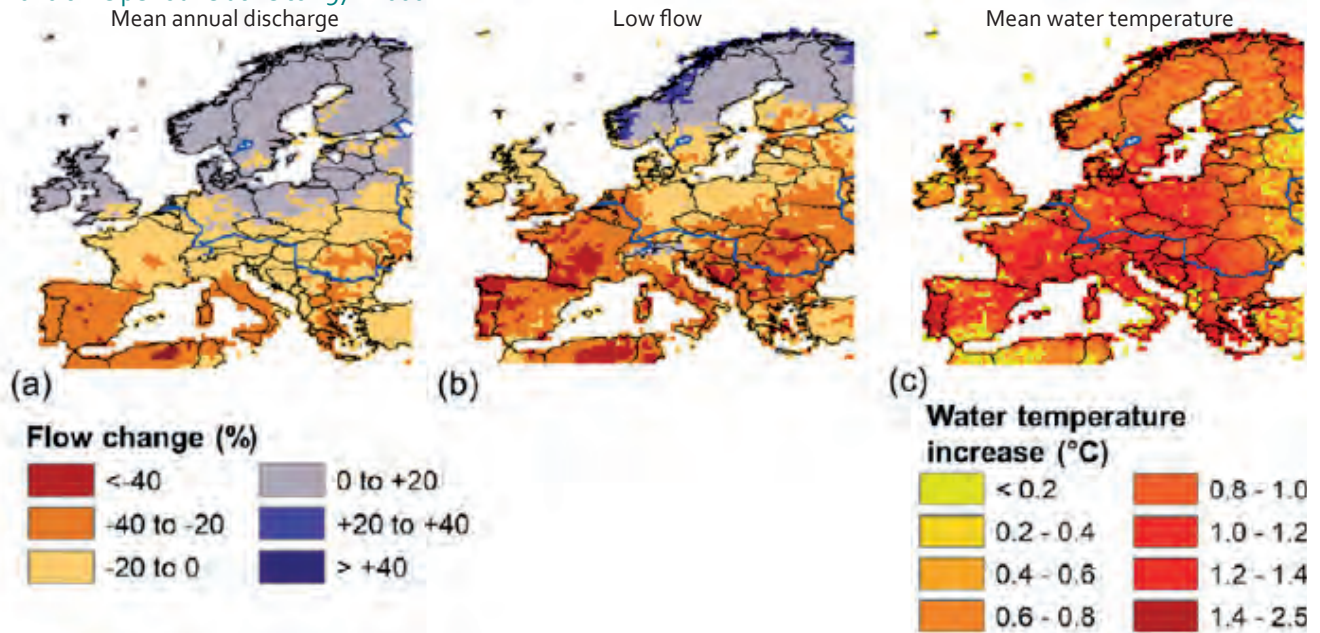 Mean annual discharge
Low flow
Mean water temperature
(a)
(b)
(c)
Flow change (%)
<-40
-40 to -20
-20 to 0
0 to +20
+20 to +40
> +40
Water temperature
increase (°C)
< 0.2
0.2 - 0.4
0.4 - 0.6
0.6 - 0.8
0.8 - 1.0
1.0 - 1.2
1.2 - 1.4
1.4 - 2.5